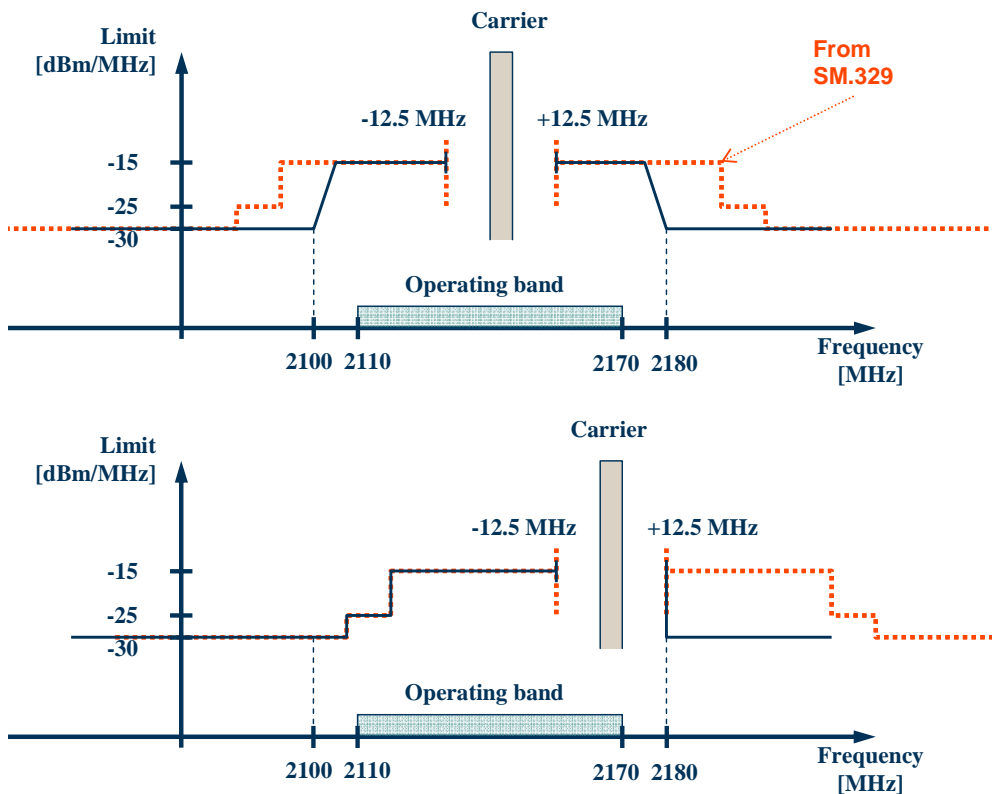 Carrier
Limit
[dBm/MHz]
From
SM.329
-12.5 MHz
+12.5 MHz
-15
-25
-30
Operating band
2100
2110
2170
2180
Frequency
[MHz]
Carrier
Limit
[dBm/MHz]
-12.5 MHz
+12.5 MHz
-15
-25
-30
Operating band
2100
2110
2170
2180
Frequency
[MHz]